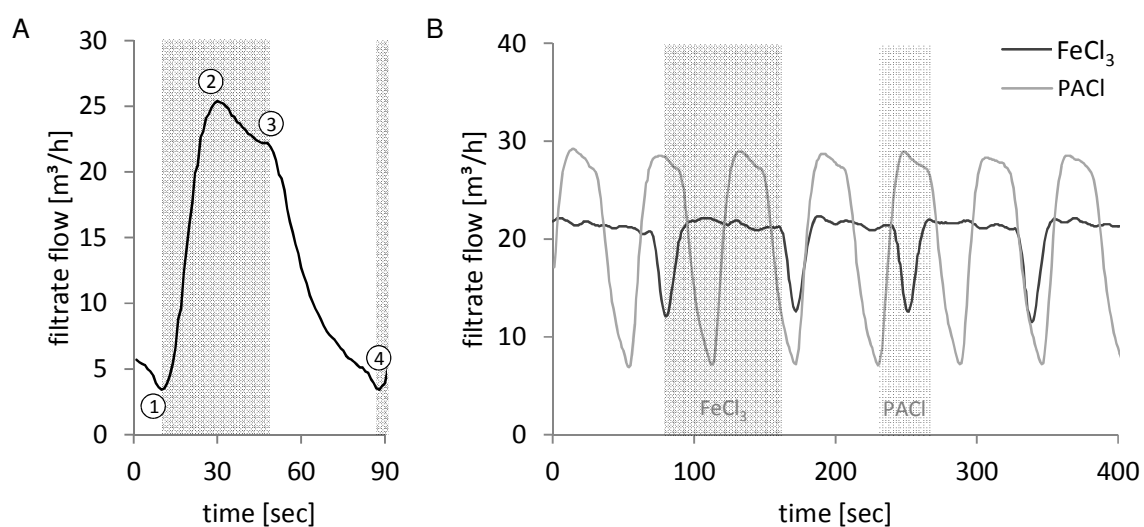 A
filtrate flow [m³/h]
30
25
20
15
10
5
0
1
2
3
4
0 30 60 90
time [sec]
B
filtrate flow [m³/h]
40
30
20
10
0
FeCl₃
PACl
FeCl₃
PACl
0 100 200 300 400
time [sec]